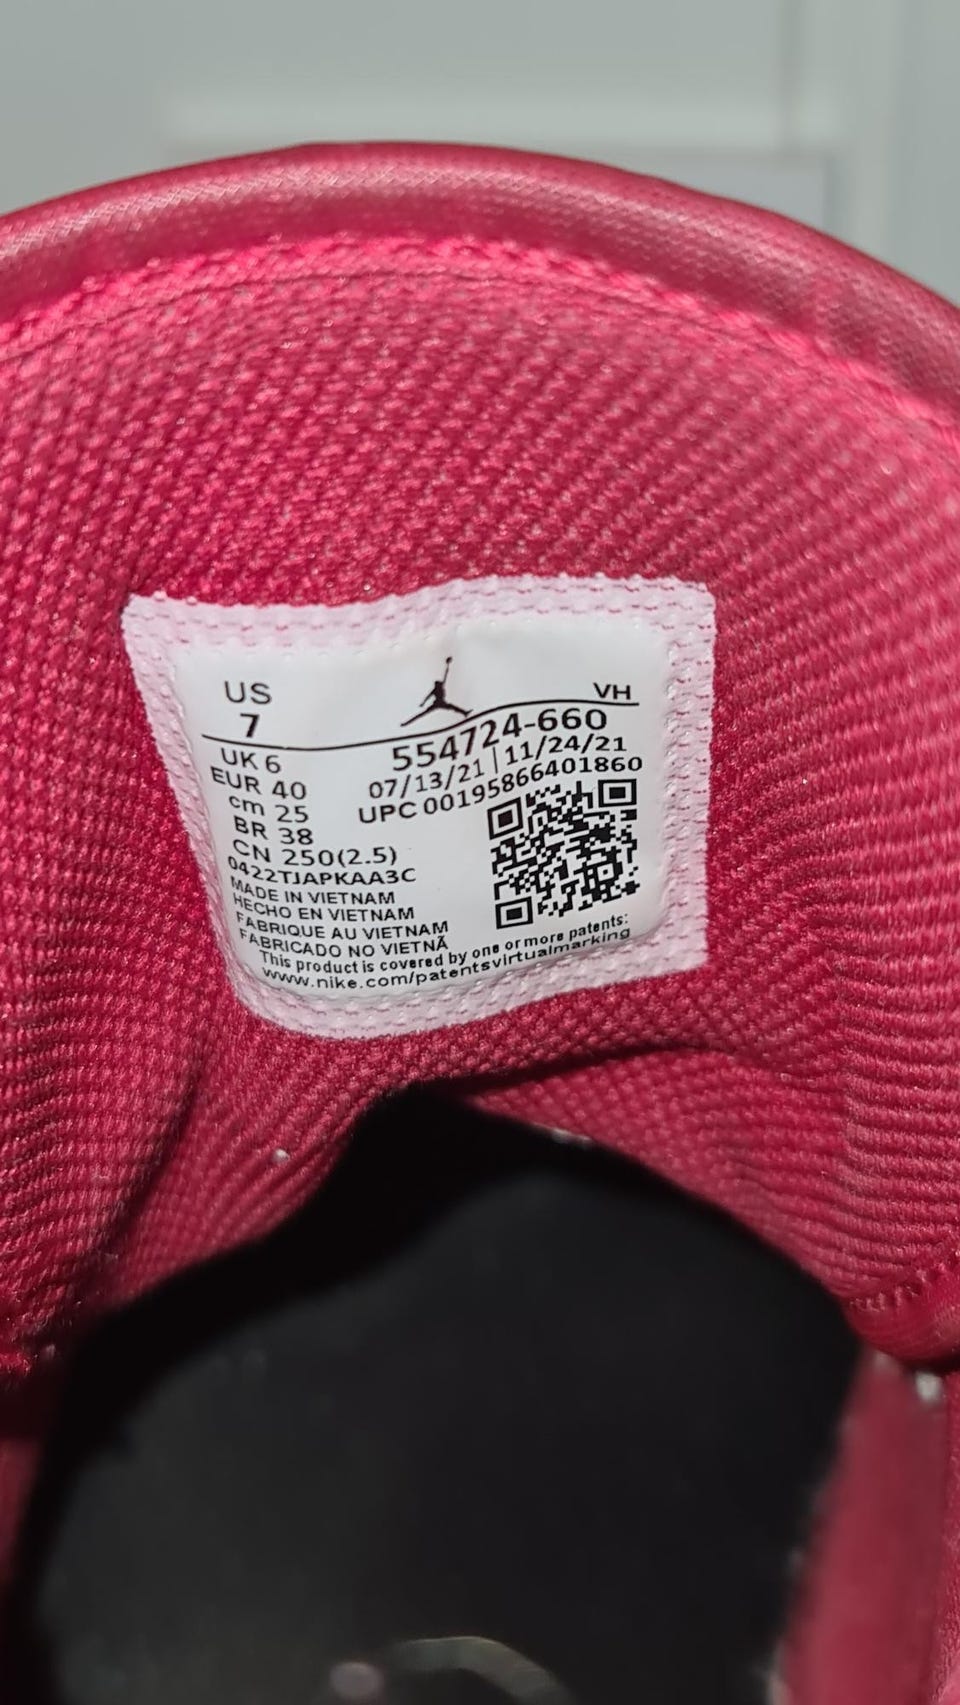 US
7
VH
UK 6
EUR 40
cm 25
BR 38
CN 250(2.5)
554724-660
07/13/21 | 11/24/21
UPC 00195866401860
0422TJAPKAA3C
MADE IN VIETNAM
HECHO EN VIETNAM
FABRIQUE AU VIETNAM
FABRICADO NO VIETNÃ
This product is covered by one or more patents:
www.nike.com/patentsvirtualmarking